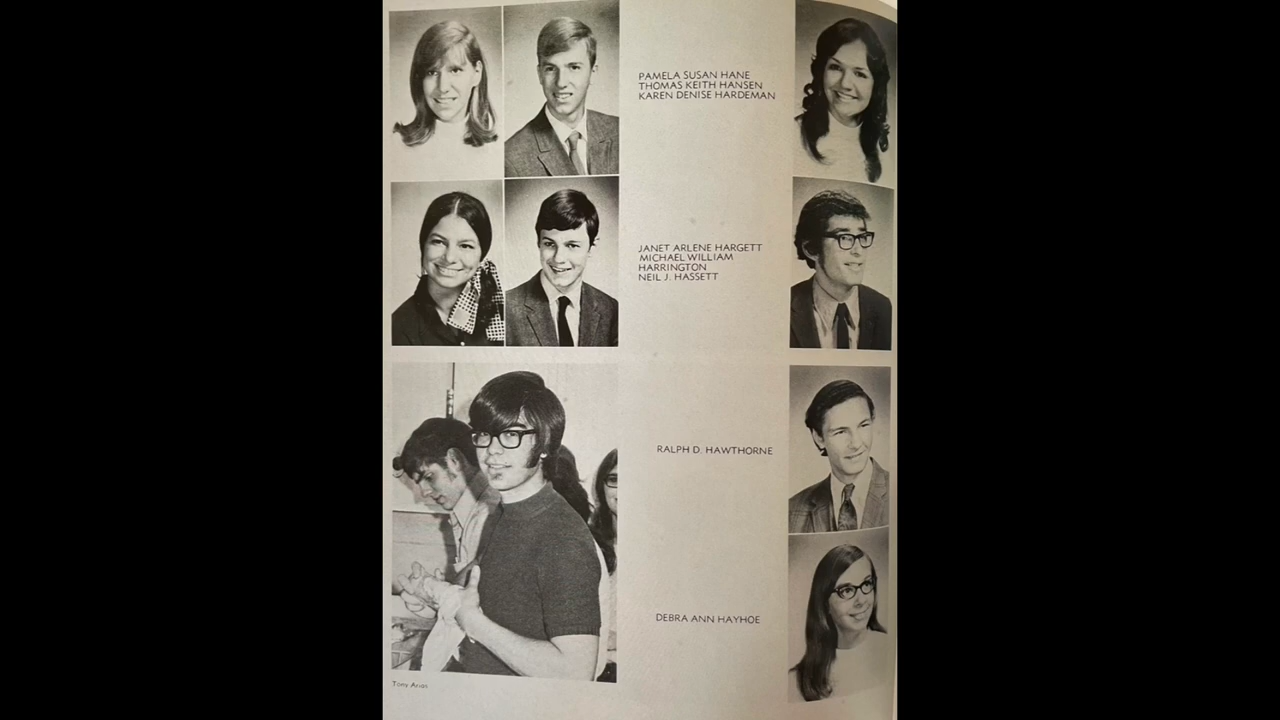 PAMELA SUSAN HANE
THOMAS KEITH HANSEN
KAREN DENISE HARDEMAN
JANET ARLENE HARGETT
MICHAEL WILLIAM
HARRINGTON
NEIL J. HASSETT
RALPH D. HAWTHORNE
DEBRA ANN HAYHOE
Tony Arias